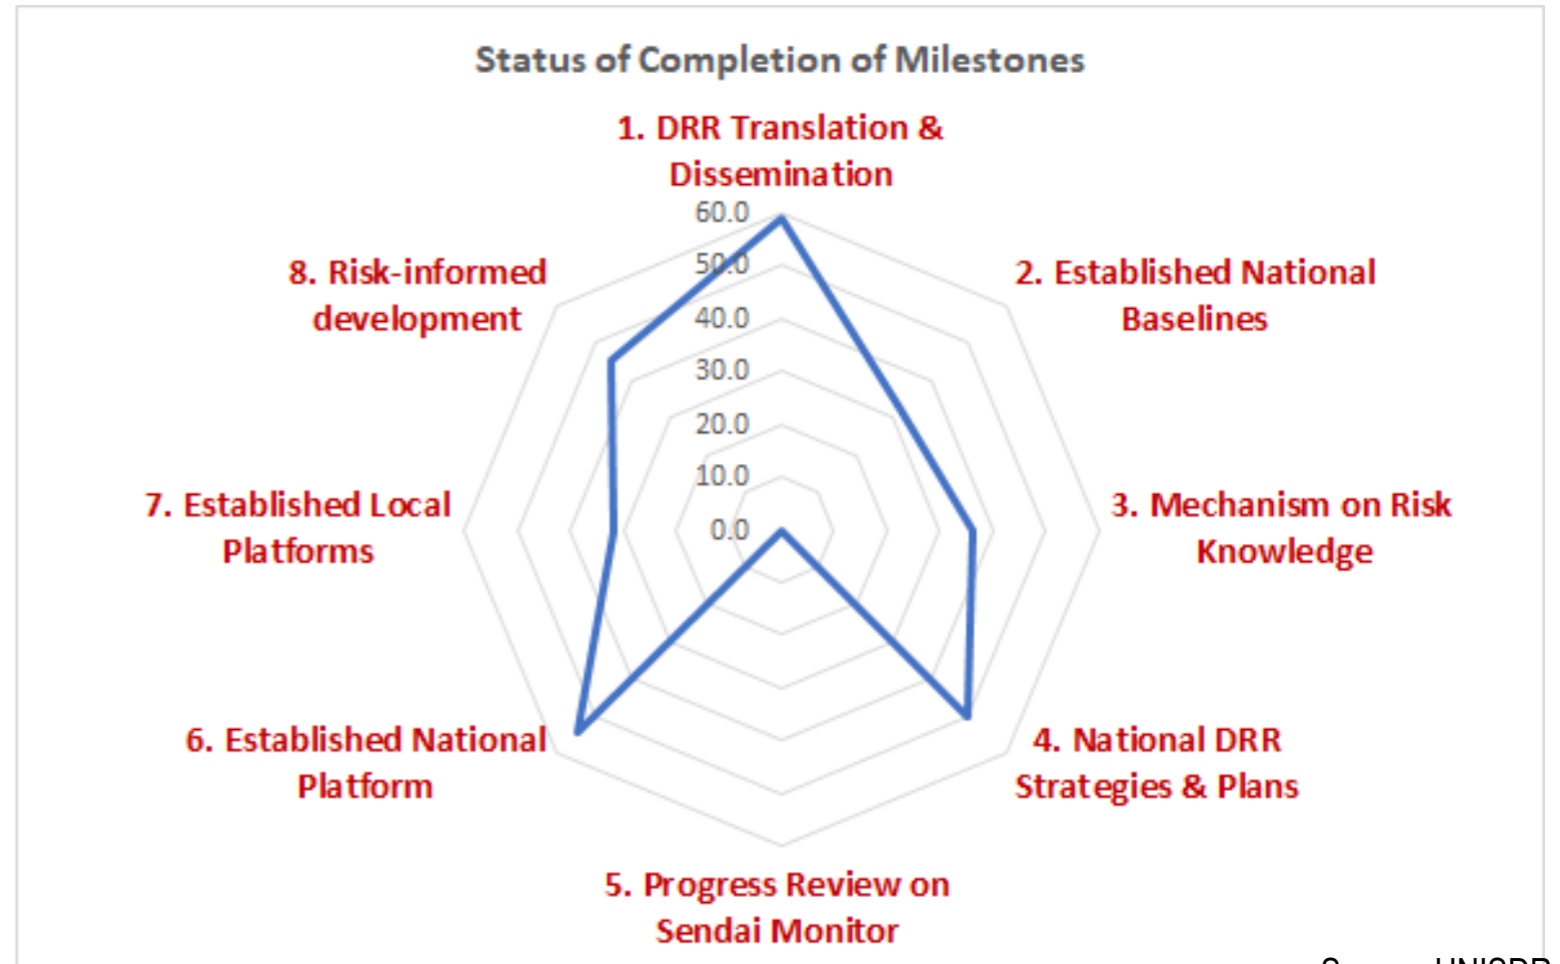 Status of Completion of Milestones
1. DRR Translation &
Dissemination
60.0
8. Risk-informed
development
2. Established National
Baselines
50.0
40.0
30.0
20.0
10.0
0.0
7. Established Local
Platforms
3. Mechanism on Risk
Knowledge
6. Established National
Platform
4. National DRR
Strategies & Plans
5. Progress Review on
Sendai Monitor